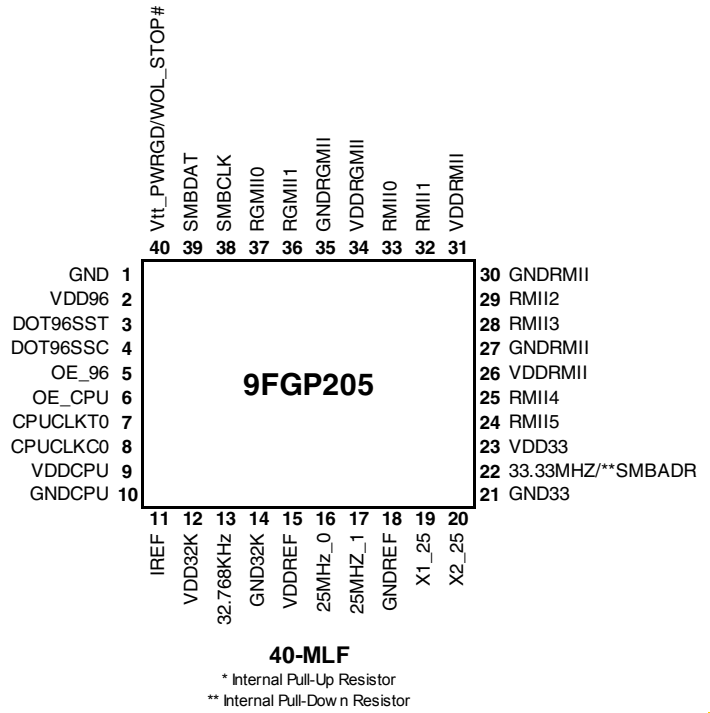 Vtt_PWRGD/WOL_STOP#
SMBDAT
SMBCLK
RGMII0
RGMII1
GNDRGMII
VDDRGMII
RMII0
RMII1
VDDRMII
40 39 38 37 36 35 34 33 32 31
GND 1
VDD96 2
DOT96SST 3
DOT96SSC 4
OE_96 5
OE_CPU 6
CPUCLKT0 7
CPUCLKC0 8
VDDCPU 9
GNDCPU 10
9FGP205
30 GNDRMII
29 RMII2
28 RMII3
27 GNDRMII
26 VDDRMII
25 RMII4
24 RMII5
23 VDD33
22 33.33MHZ/**SMBADR
21 GND33
11 12 13 14 15 16 17 18 19 20
IREF
VDD32K
32.768KHz
GND32K
VDDREF
25MHz_0
25MHZ_1
GNDREF
X1_25
X2_25
40-MLF
* Internal Pull-Up Resistor
** Internal Pull-Down Resistor